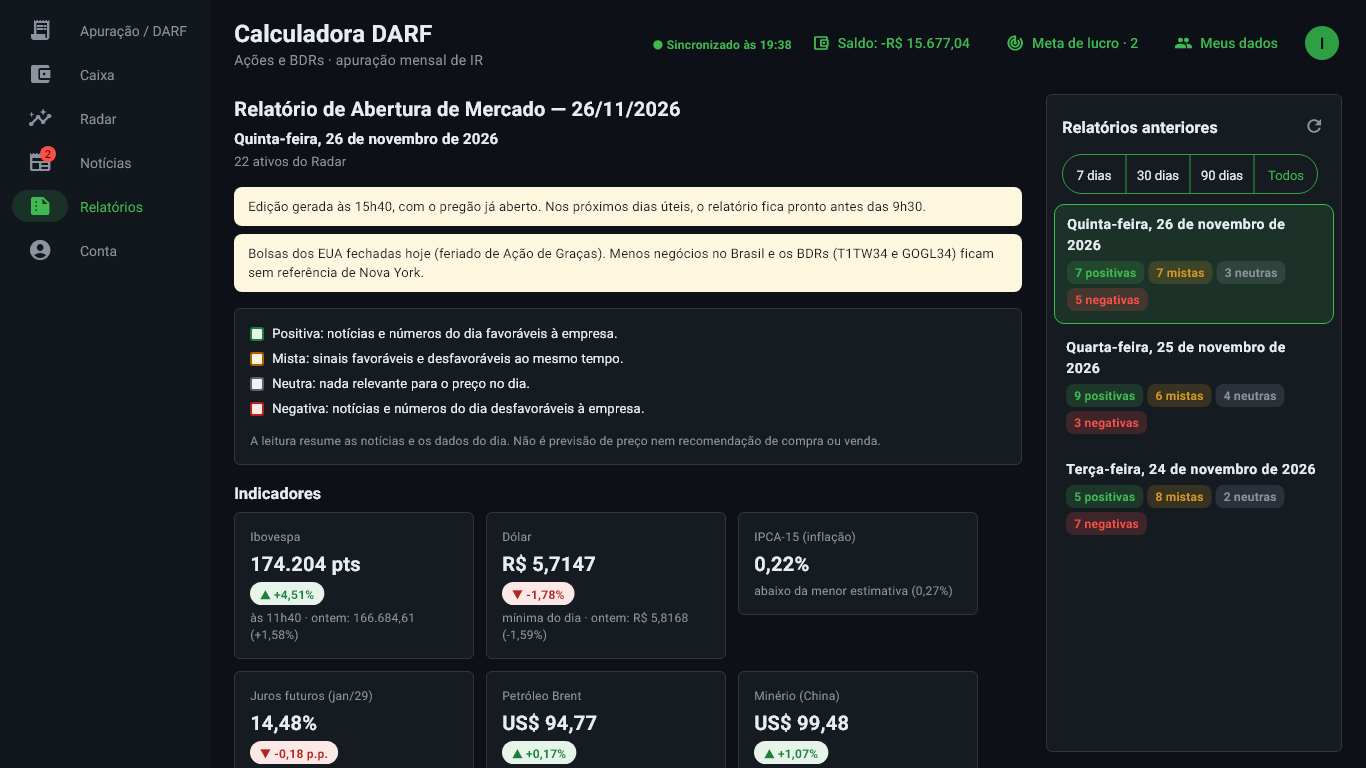 Apuração / DARF
Caixa
Radar
2
Notícias
Relatórios
Conta
Calculadora DARF
Ações e BDRs · apuração mensal de IR
Sincronizado às 19:38
Saldo: -R$ 15.677,04
Meta de lucro · 2
Meus dados
I
Relatório de Abertura de Mercado — 26/11/2026
Quinta-feira, 26 de novembro de 2026
22 ativos do Radar
Edição gerada às 15h40, com o pregão já aberto. Nos próximos dias úteis, o relatório fica pronto antes das 9h30.
Bolsas dos EUA fechadas hoje (feriado de Ação de Graças). Menos negócios no Brasil e os BDRs (T1TW34 e GOGL34) ficam
sem referência de Nova York.
Positiva: notícias e números do dia favoráveis à empresa.
Mista: sinais favoráveis e desfavoráveis ao mesmo tempo.
Neutra: nada relevante para o preço no dia.
Negativa: notícias e números do dia desfavoráveis à empresa.
A leitura resume as notícias e os dados do dia. Não é previsão de preço nem recomendação de compra ou venda.
Indicadores
Ibovespa
174.204 pts
▲ +4,51%
às 11h40 · ontem: 166.684,61
(+1,58%)
Dólar
R$ 5,7147
▼ -1,78%
mínima do dia · ontem: R$ 5,8168
(-1,59%)
IPCA-15 (inflação)
0,22%
abaixo da menor estimativa (0,27%)
Juros futuros (jan/29)
14,48%
▼ -0,18 p.p.
Petróleo Brent
US$ 94,77
▲ +0,17%
Minério (China)
US$ 99,48
▲ +1,07%
Relatórios anteriores
7 dias
30 dias
90 dias
Todos
Quinta-feira, 26 de novembro de
2026
7 positivas
7 mistas
3 neutras
5 negativas
Quarta-feira, 25 de novembro de
2026
9 positivas
6 mistas
4 neutras
3 negativas
Terça-feira, 24 de novembro de 2026
5 positivas
8 mistas
2 neutras
7 negativas